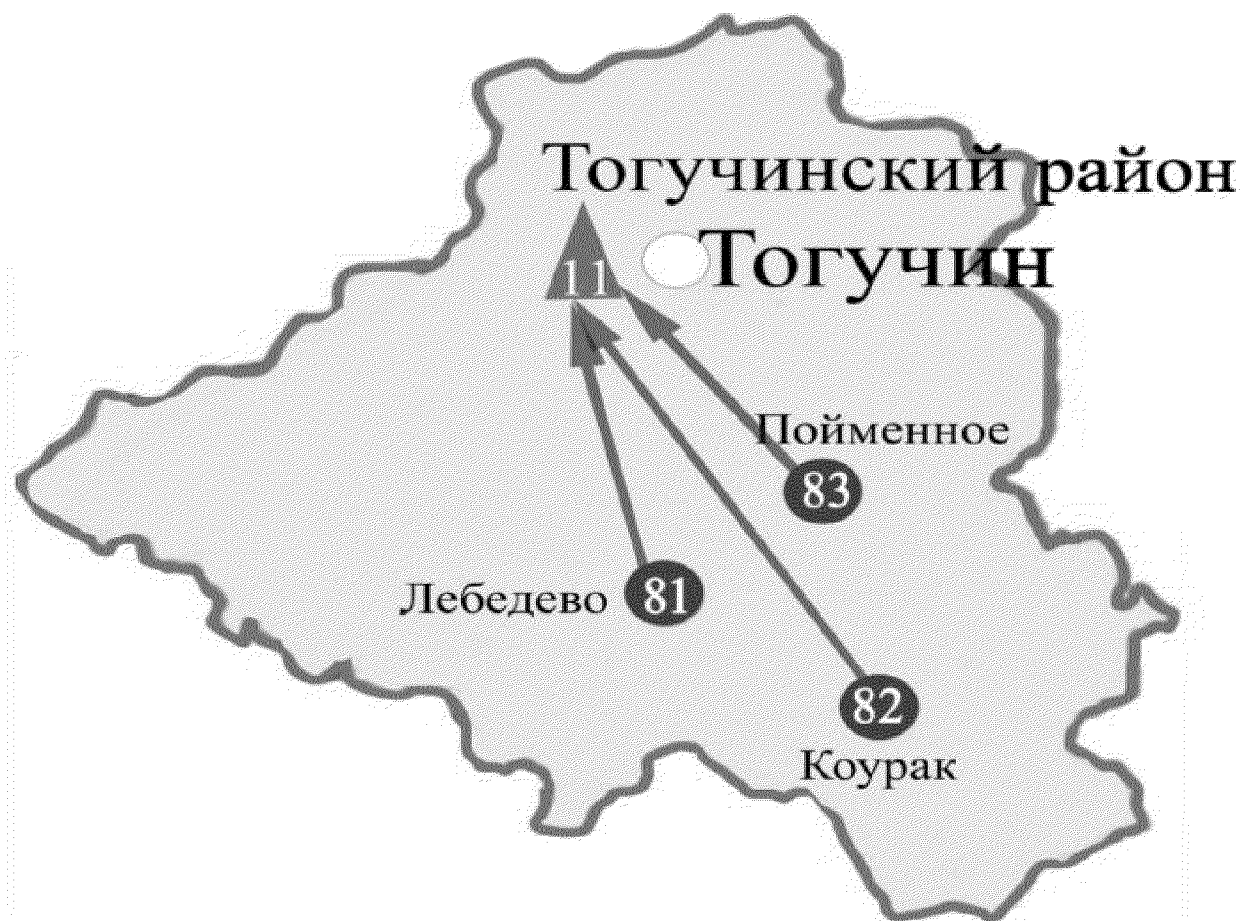 Тогучинский район
Тогучин
11
Пойменное
83
Лебедево 81
82
Коурак